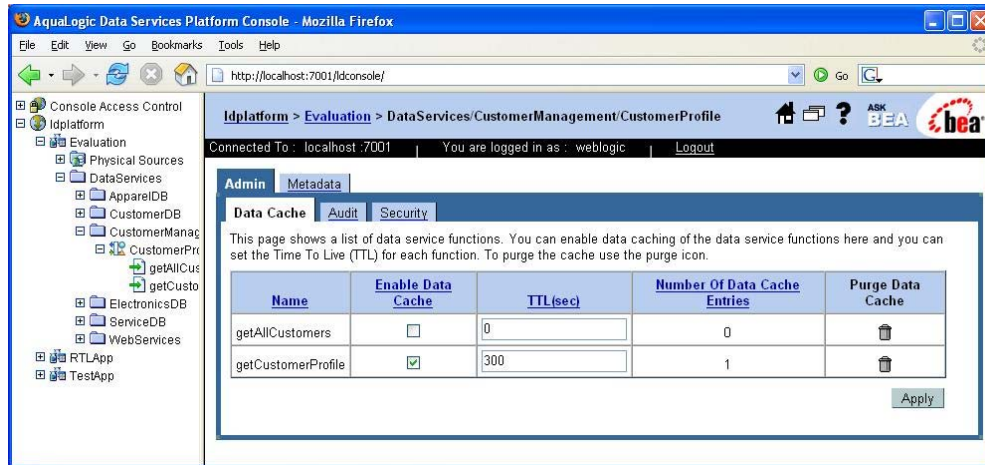 AquaLogic Data Services Platform Console - Mozilla Firefox
File Edit View Go Bookmarks Tools Help
http://localhost:7001/ldconsole/
Go
G
Console Access Control
ldplatform
Evaluation
Physical Sources
DataServices
ApparelDB
CustomerDB
CustomerManag
CustomerPro
getAllCus
getCusto
ElectronicsDB
ServiceDB
WebServices
RTLApp
TestApp
ldplatform > Evaluation > DataServices/CustomerManagement/CustomerProfile
?
ASK
BEA
bea
Connected To : localhost :7001 | You are logged in as : weblogic | Logout
Admin Metadata
Data Cache Audit Security
This page shows a list of data service functions. You can enable data caching of the data service functions here and you can
set the Time To Live (TTL) for each function. To purge the cache use the purge icon.
Name Enable Data Cache TTL(sec) Number Of Data Cache Entries Purge Data Cache
getAllCustomers 0 0
getCustomerProfile 300 1
Apply